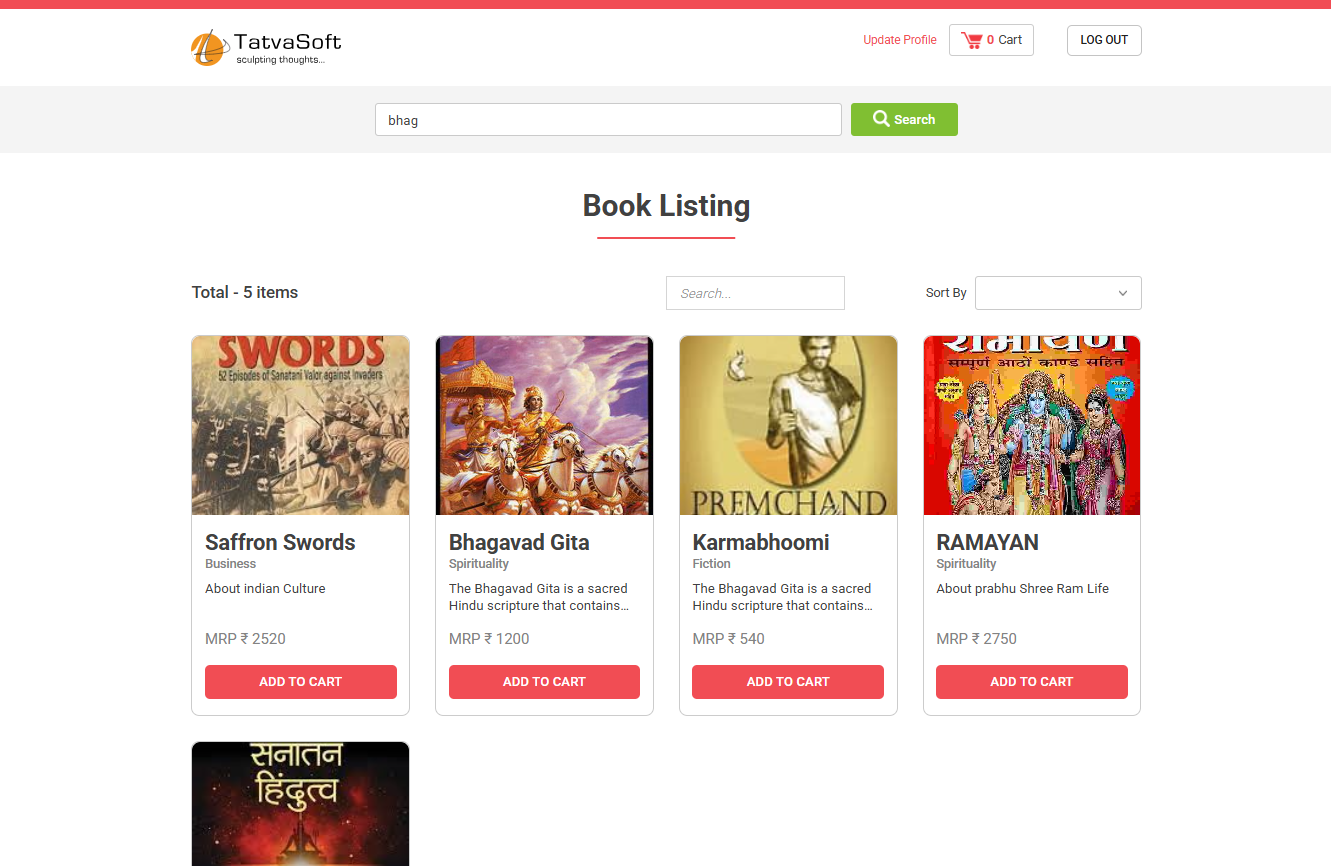 TatvaSoft
sculpting thoughts...
Update Profile
0 Cart
LOG OUT
bhag
Search
Book Listing
Total - 5 items
Search...
Sort By
SWORDS
52 Episodes of Sanatani Valor against Invaders
PREMCHAND
रामायण
सम्पूर्ण आठों काण्ड सहित
Saffron Swords
Business
About indian Culture
MRP ₹ 2520
ADD TO CART
Bhagavad Gita
Spirituality
The Bhagavad Gita is a sacred
Hindu scripture that contains...
MRP ₹ 1200
ADD TO CART
Karmabhoomi
Fiction
The Bhagavad Gita is a sacred
Hindu scripture that contains...
MRP ₹ 540
ADD TO CART
RAMAYAN
Spirituality
About prabhu Shree Ram Life
MRP ₹ 2750
ADD TO CART
सनातन
हिंदुत्व